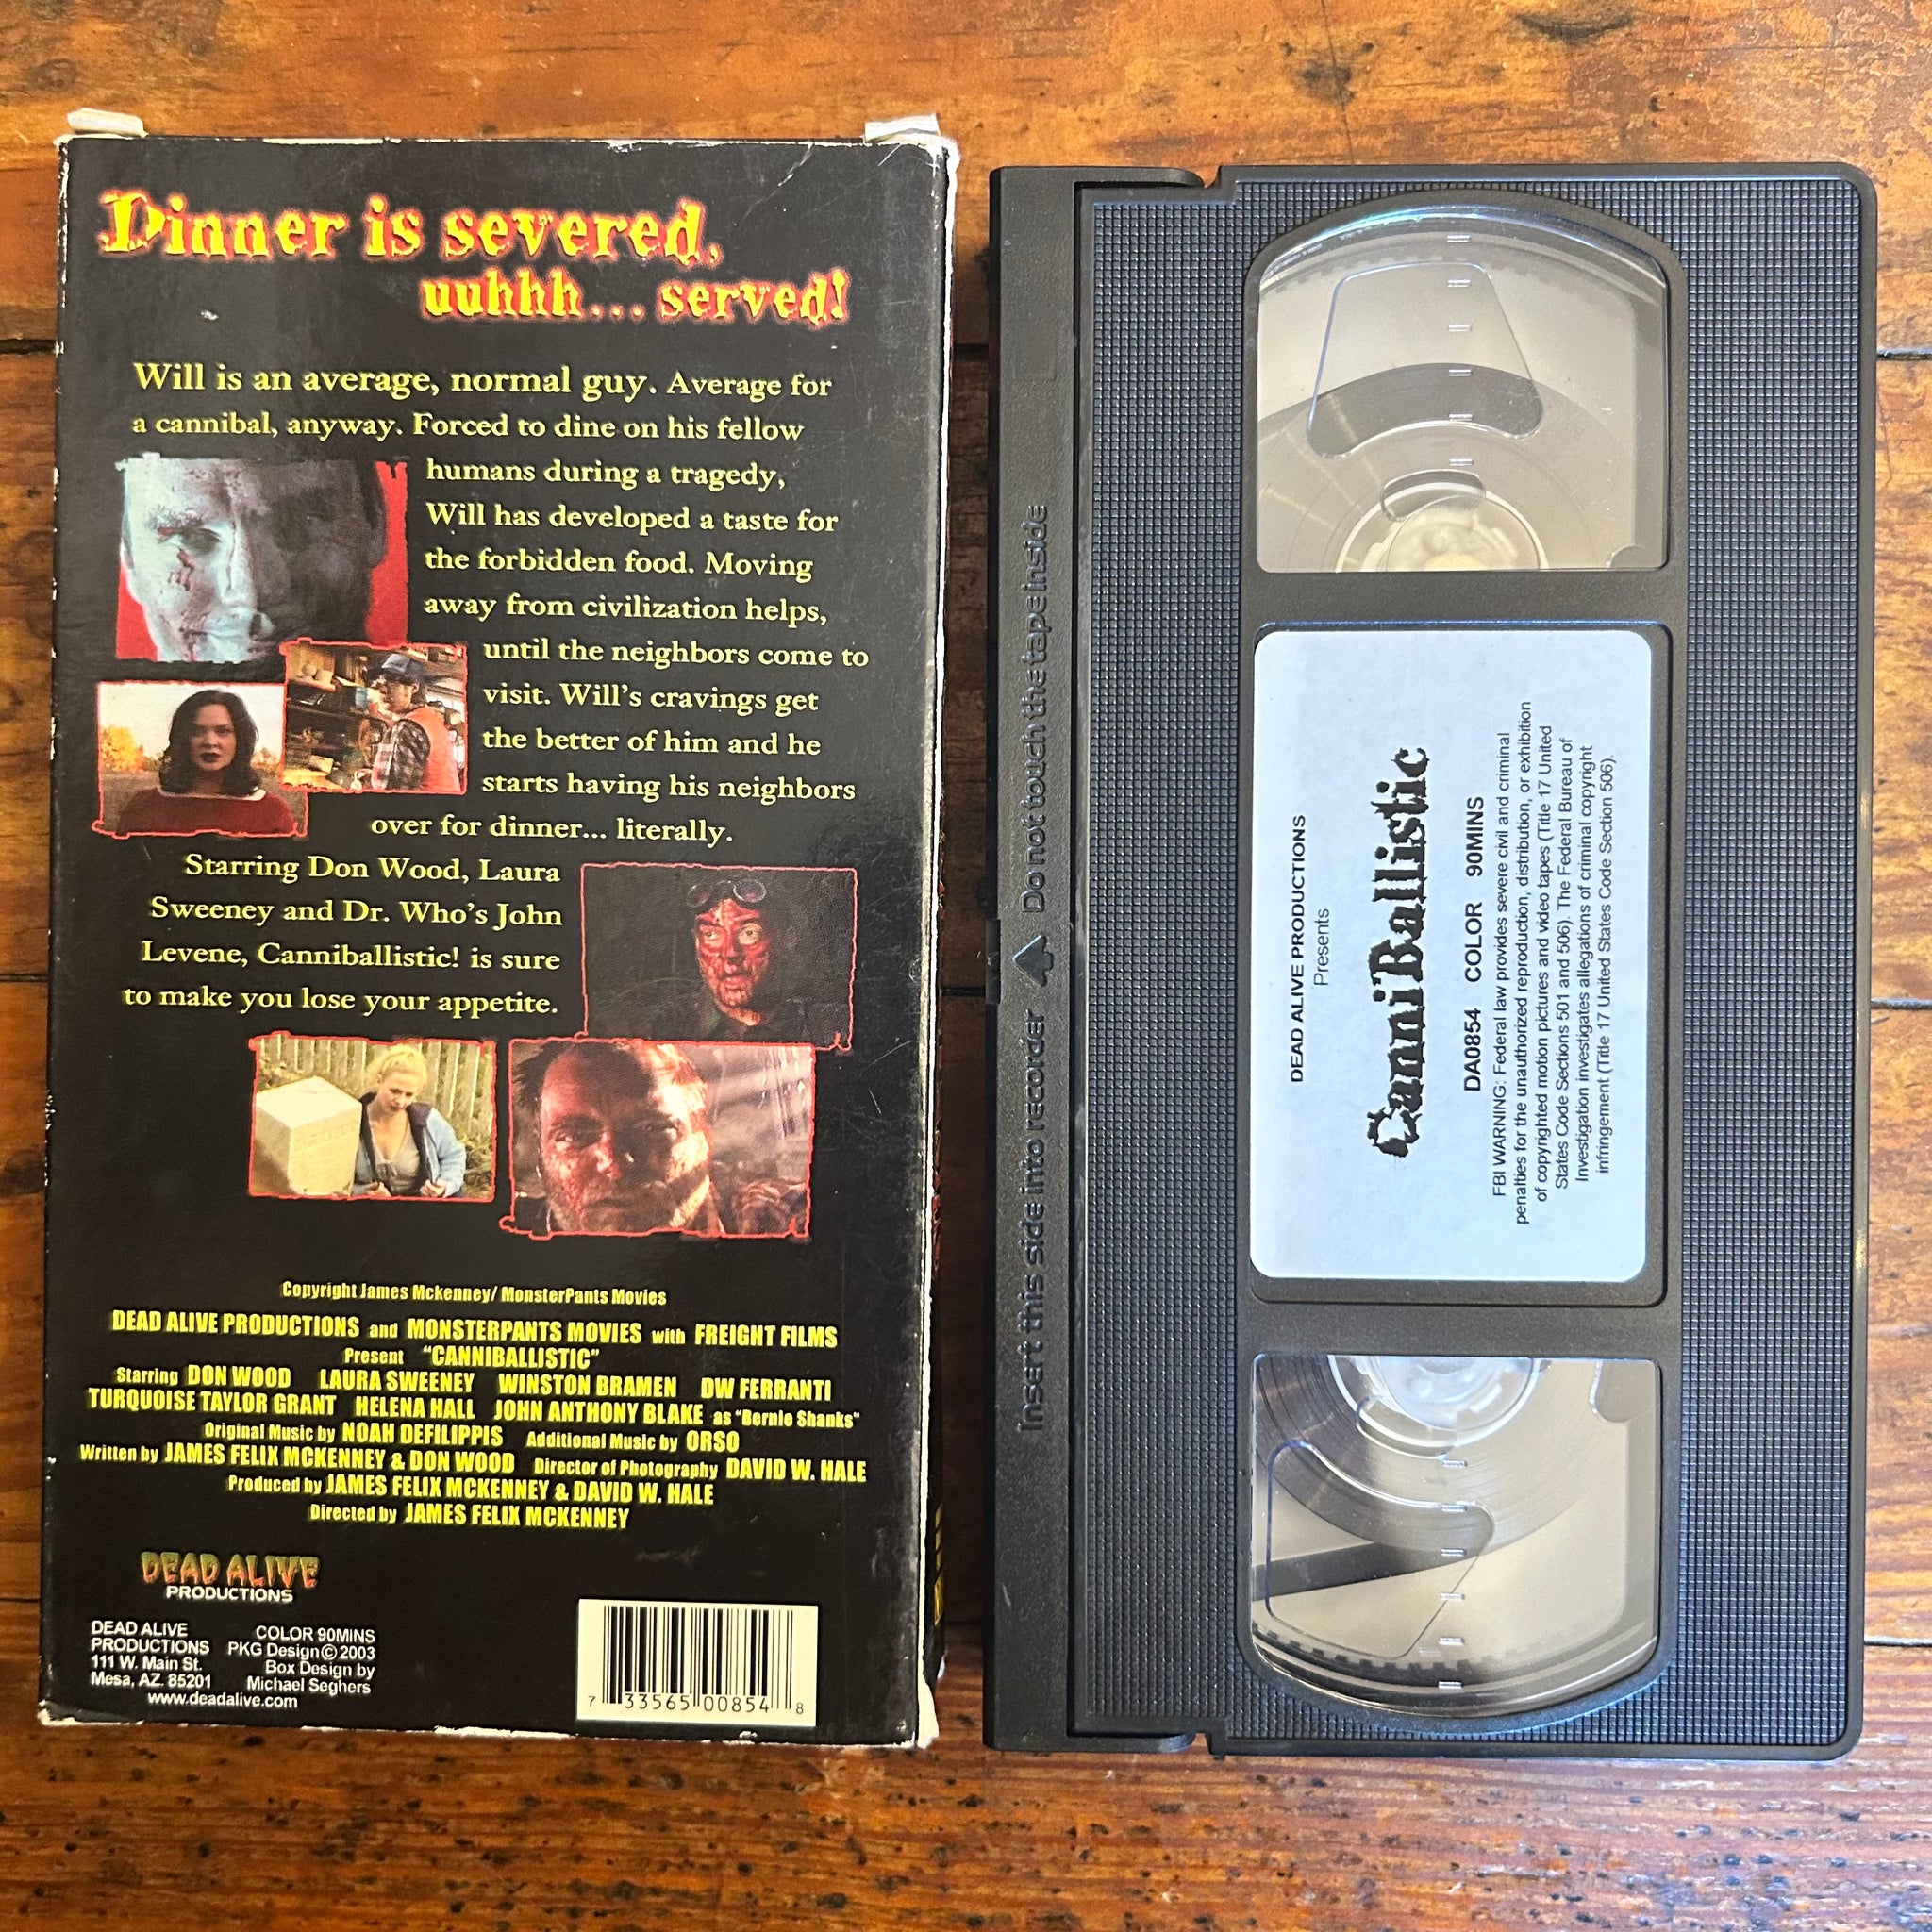 Dinner is severed,
uuhhh... served!
Will is an average, normal guy. Average for
a cannibal, anyway. Forced to dine on his fellow
humans during a tragedy,
Will has developed a taste for
the forbidden food. Moving
away from civilization helps,
until the neighbors come to
visit. Will's cravings get
the better of him and he
starts having his neighbors
over for dinner... literally.
Starring Don Wood, Laura
Sweeney and Dr. Who's John
Levene, Canniballistic! is sure
to make you lose your appetite.
Copyright James Mckenney/ MonsterPants Movies
DEAD ALIVE PRODUCTIONS and MONSTERPANTS MOVIES with FREIGHT FILMS
Present "CANNIBALLISTIC"
Starring DON WOOD LAURA SWEENEY WINSTON BRAMEN DW FERRANTI
TURQUOISE TAYLOR GRANT HELENA HALL JOHN ANTHONY BLAKE as "Bernie Shanks"
Original Music by NOAH DEFILIPPIS Additional Music by ORSO
Written by JAMES FELIX MCKENNEY & DON WOOD Director of Photography DAVID W. HALE
Produced by JAMES FELIX MCKENNEY & DAVID W. HALE
Directed by JAMES FELIX MCKENNEY
DEAD ALIVE
PRODUCTIONS
DEAD ALIVE
PRODUCTIONS
111 W. Main St.
Mesa, AZ. 85201
COLOR 90MINS
PKG Design © 2003
Box Design by
Michael Seghers
www.deadalive.com
7 33565 00854 8
Insert this side into recorder Do not touch the tape inside
DEAD ALIVE PRODUCTIONS
Presents
CanniBallistic
DA0854 COLOR 90MINS
FBI WARNING: Federal law provides severe civil and criminal
penalties for the unauthorized reproduction, distribution, or exhibition
of copyrighted motion pictures and video tapes (Title 17 United
States Code Sections 501 and 506). The Federal Bureau of
Investigation investigates allegations of criminal copyright
infringement (Title 17 United States Code Section 506).